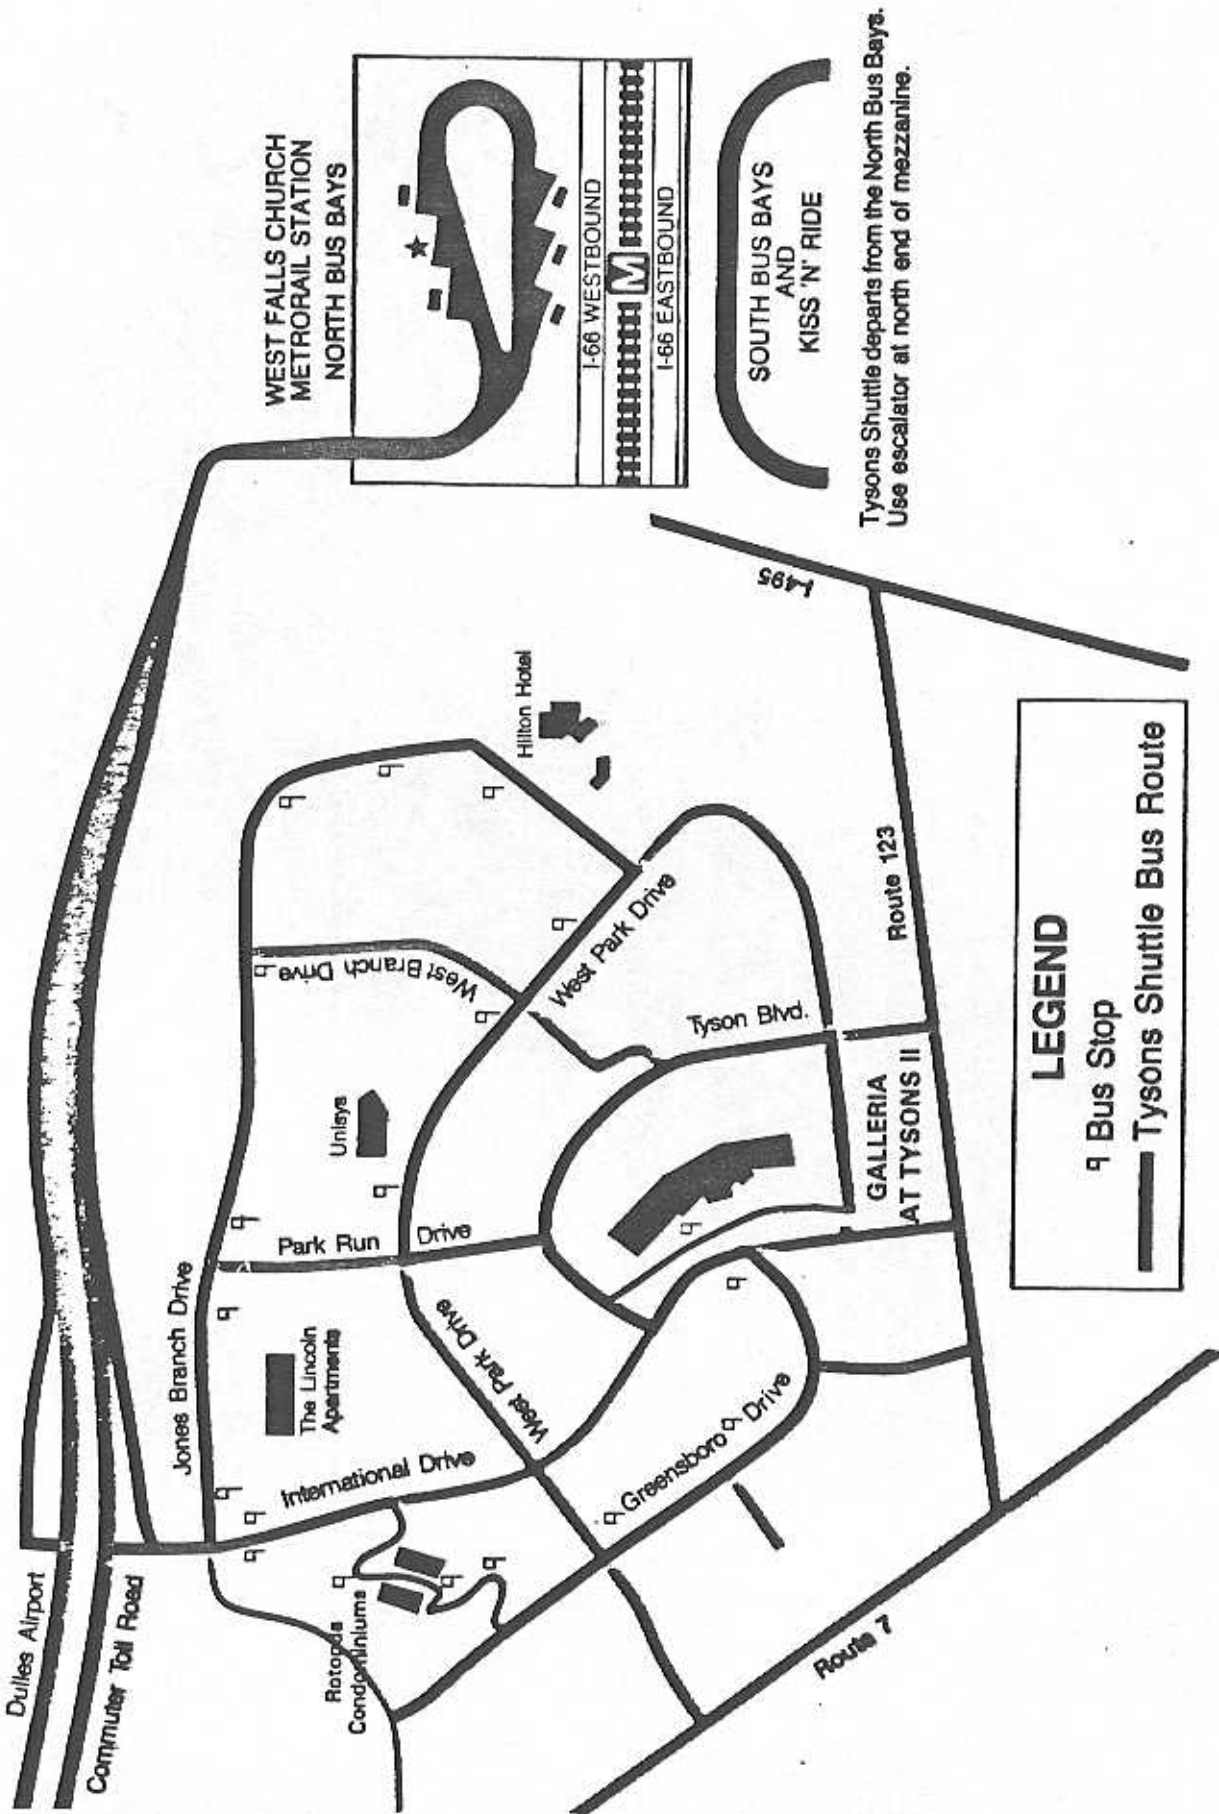 Dulles Airport
Commuter Toll Road
Jones Branch Drive
International Drive
The Lincoln
Apartments
Rotonda
Condominiums
Park Run Drive
Unisys
West Branch Drive
West Park Drive
West Park Drive
Greensboro Drive
Hilton Hotel
Tyson Blvd.
GALLERIA
AT TYSONS II
Route 123
Route 7
I-495
WEST FALLS CHURCH
METRORAIL STATION
NORTH BUS BAYS
I-66 WESTBOUND
M
I-66 EASTBOUND
SOUTH BUS BAYS
AND
KISS 'N' RIDE
Tysons Shuttle departs from the North Bus Bays.
Use escalator at north end of mezzanine.
LEGEND
Bus Stop
Tysons Shuttle Bus Route